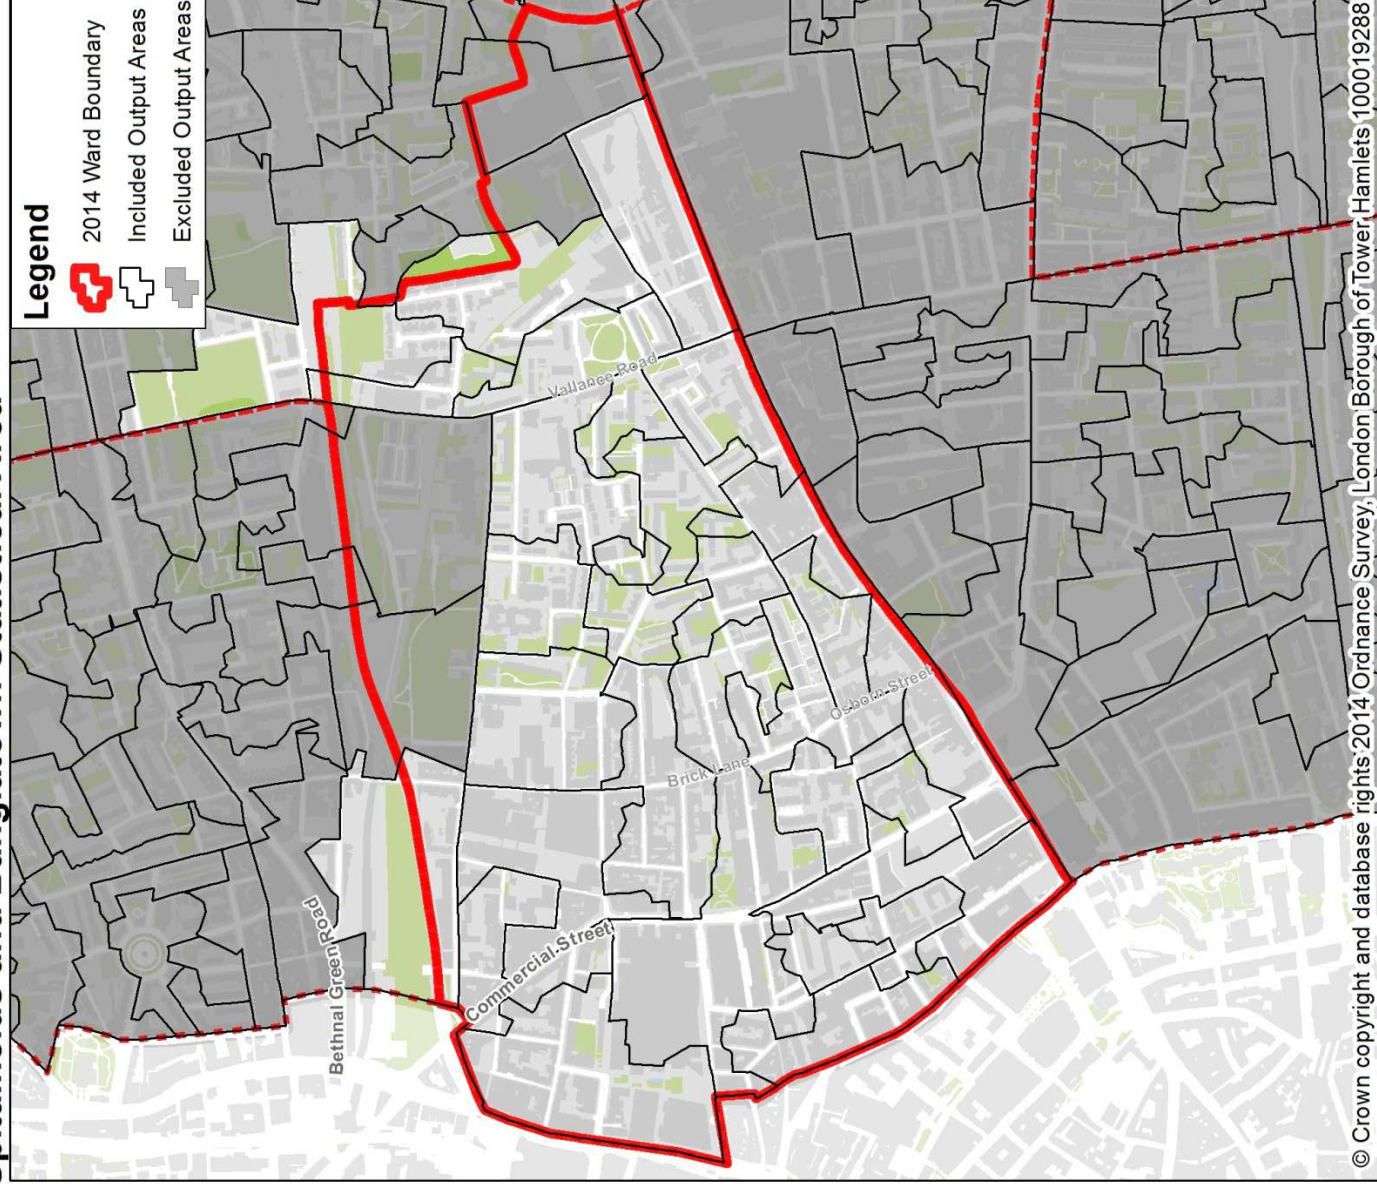 Legend
2014 Ward Boundary
Included Output Areas
Excluded Output Areas
Vallance Road
Osborn Street
Brick Lane
Commercial Street
Bethnal Green Road
© Crown copyright and database rights 2014 Ordnance Survey, London Borough of Tower Hamlets 100019288